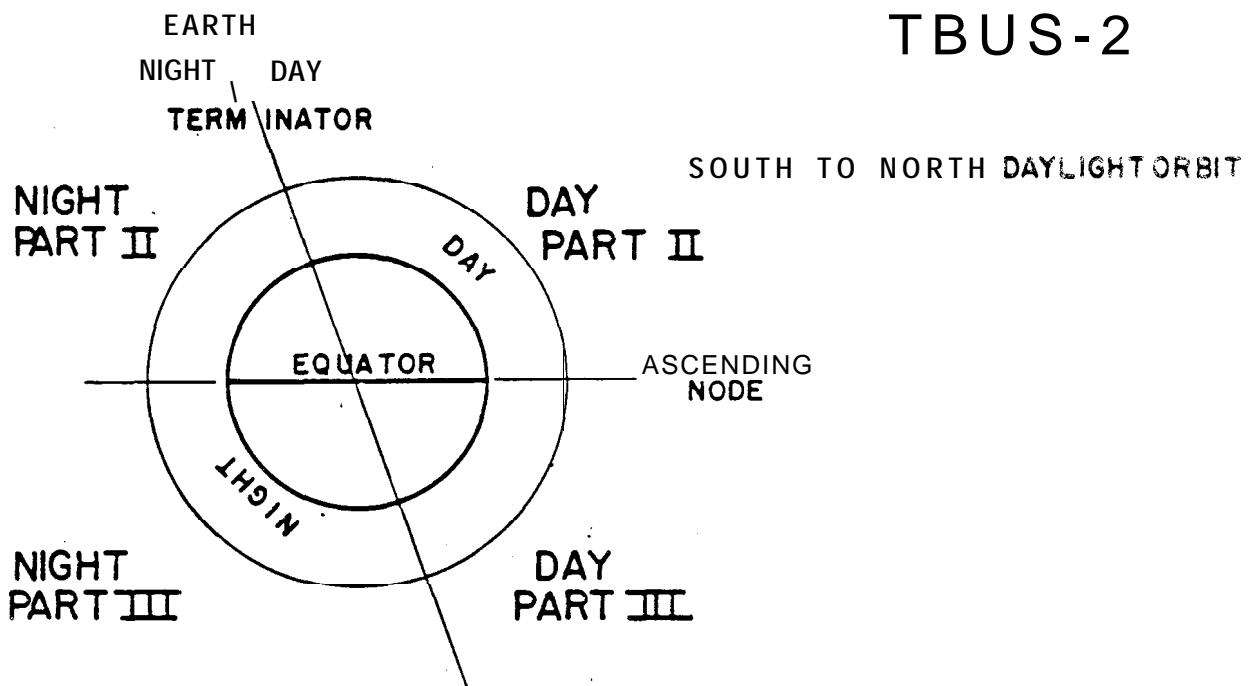 TBUS-2
EARTH
NIGHT DAY
TERMINATOR
SOUTH TO NORTH DAYLIGHT ORBIT
NIGHT
PART II
DAY
PART II
DAY
EQUATOR
ASCENDING
NODE
NIGHT
NIGHT
PART III
DAY
PART III